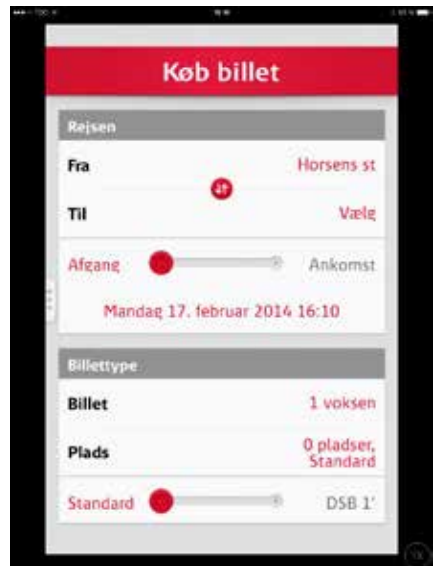 Køb billet
Rejsen
Fra Horsens st
Til Vælg
Afgang Ankomst
Mandag 17. februar 2014 16:10
Billettype
Billet 1 voksen
Plads 0 pladser,
Standard
Standard DSB 1'